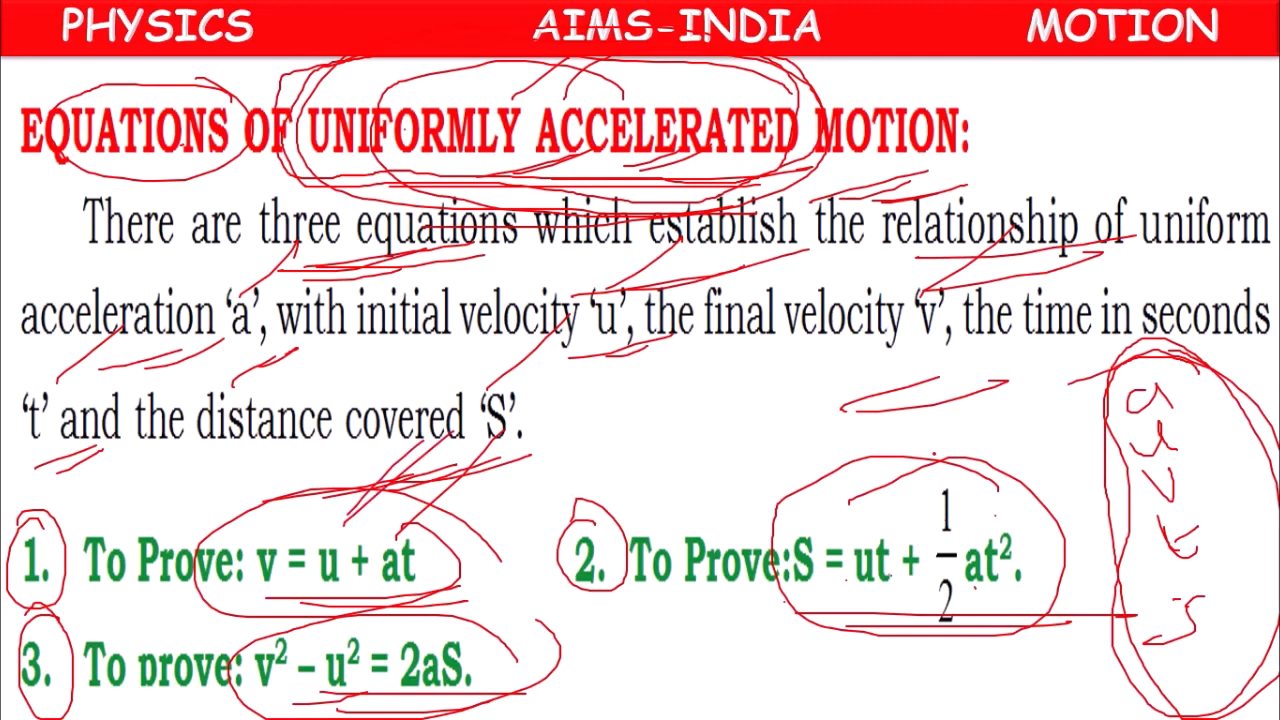 PHYSICS AIMS-INDIA MOTION
EQUATIONS OF UNIFORMLY ACCELERATED MOTION:
There are three equations which establish the relationship of uniform
acceleration ‘a’, with initial velocity ‘u’, the final velocity ‘v’, the time in seconds
‘t’ and the distance covered ‘S’.
1. To Prove: v = u + at
2. To Prove:S = ut + 1/2 at².
3. To prove: v² – u² = 2aS.
a
u
v
t
S